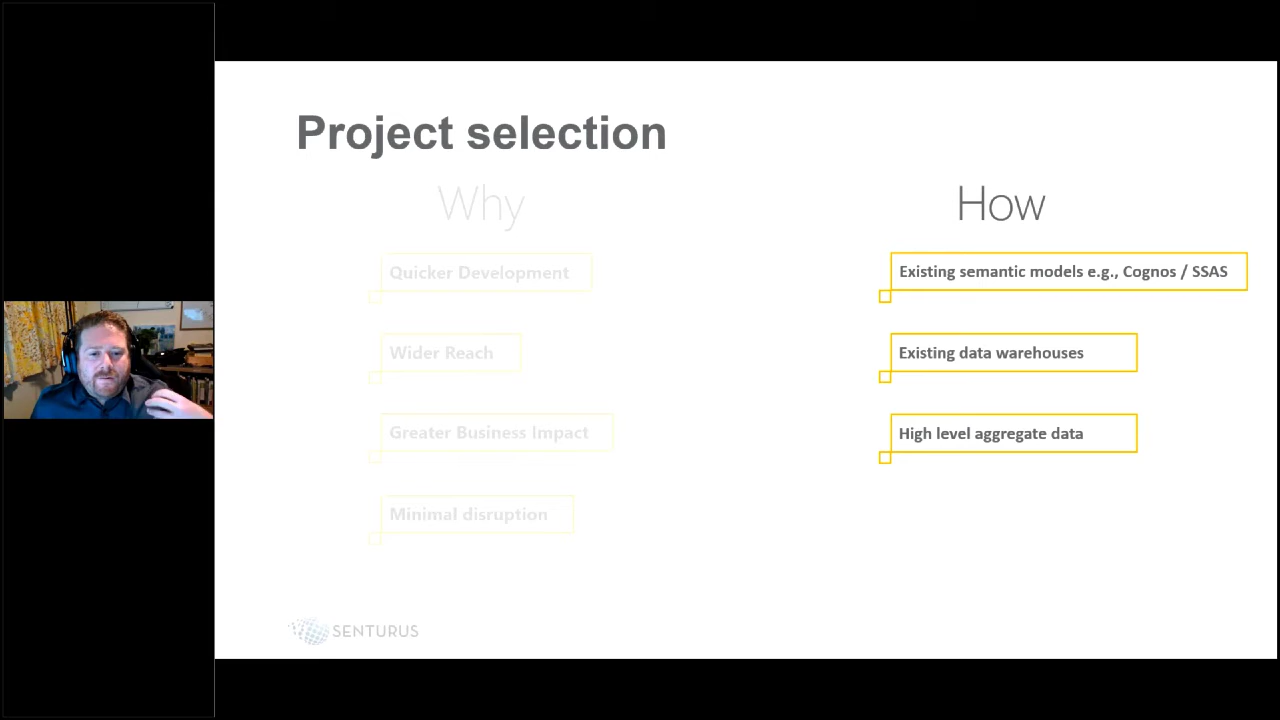 Project selection
Why
How
Quicker Development
Existing semantic models e.g., Cognos / SSAS
Wider Reach
Existing data warehouses
Greater Business Impact
High level aggregate data
Minimal disruption
SENTURUS